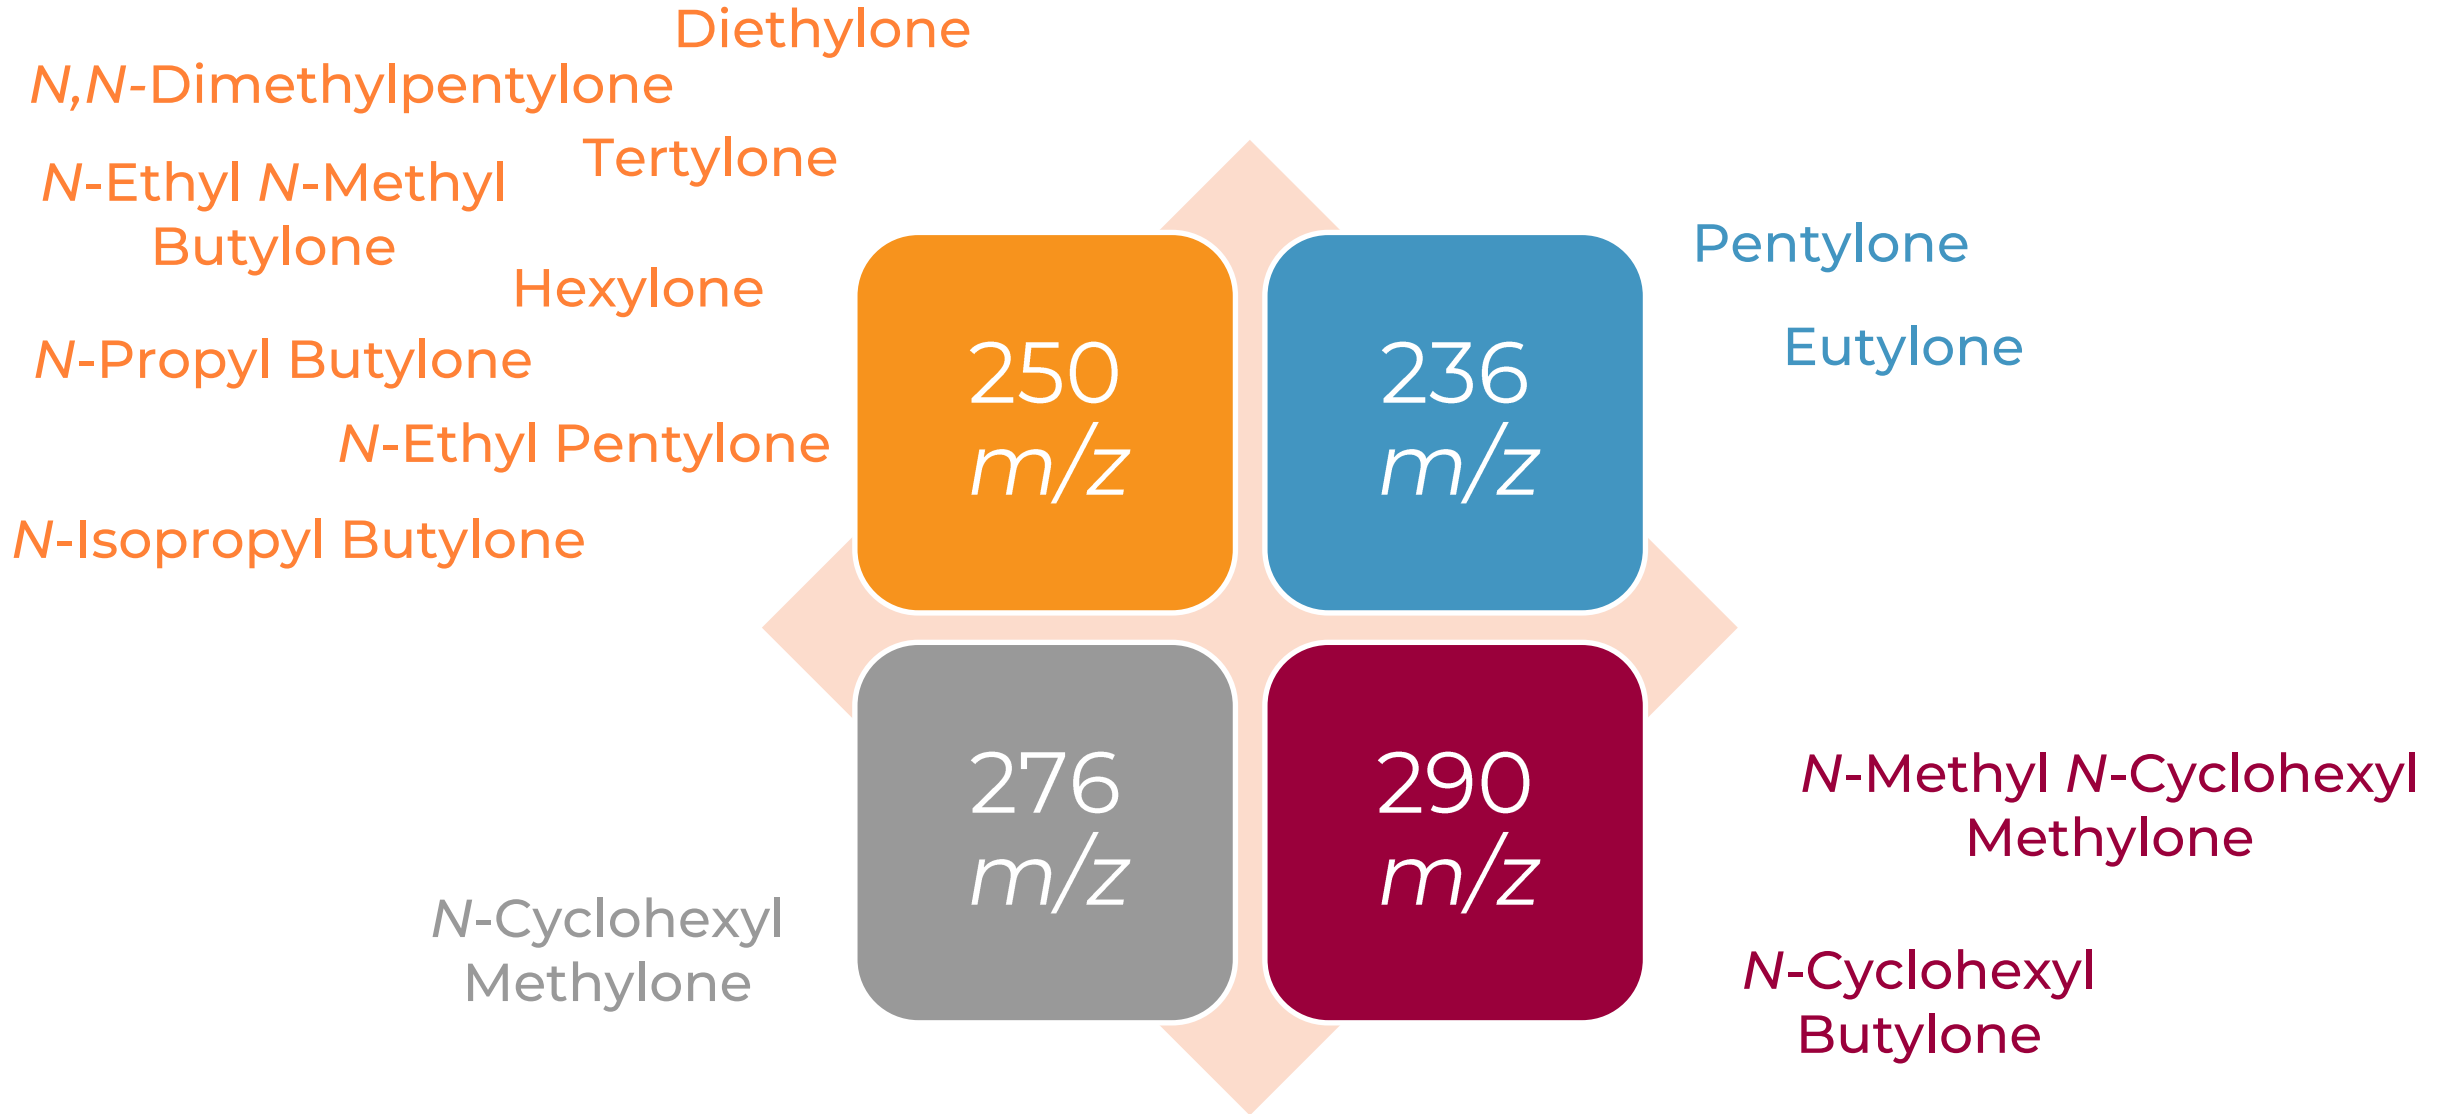 Diethylone
N,N-Dimethylpentylone
Tertylone
N-Ethyl N-Methyl
Butylone
Hexylone
N-Propyl Butylone
N-Ethyl Pentylone
N-Isopropyl Butylone
250
m/z
236
m/z
Pentylone
Eutylone
276
m/z
290
m/z
N-Cyclohexyl
Methylone
N-Methyl N-Cyclohexyl
Methylone
N-Cyclohexyl
Butylone